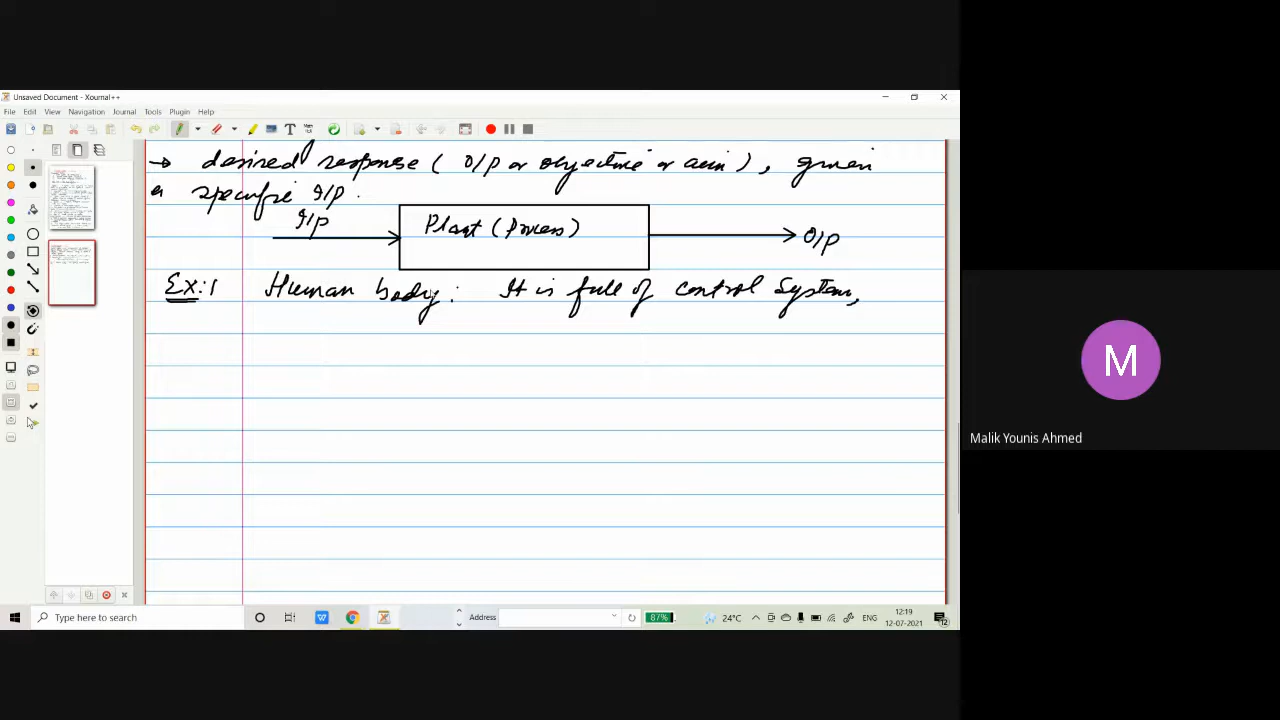 Unsaved Document - Xournal++
File Edit View Navigation Journal Tools Plugin Help
→ desired response ( O/P or objective or aim ), given
a specific I/P .
I/P
Plant (Process)
O/P
Ex:1 Human body: It is full of control System,
Malik Younis Ahmed
M
Type here to search
Address
87%
24°C
ENG
12:19
12-07-2021